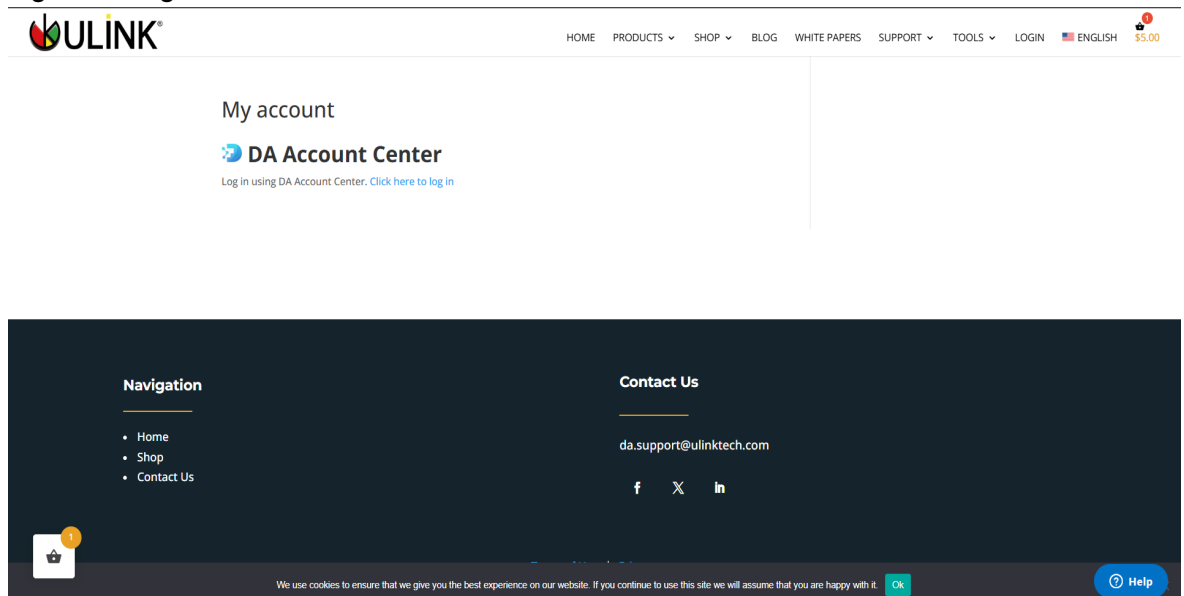 ULINK®
HOME PRODUCTS SHOP BLOG WHITE PAPERS SUPPORT TOOLS LOGIN ENGLISH 1 $5.00
My account
DA Account Center
Log in using DA Account Center. Click here to log in
Navigation
Home
Shop
Contact Us
Contact Us
da.support@ulinktech.com
1
We use cookies to ensure that we give you the best experience on our website. If you continue to use this site we will assume that you are happy with it. Ok
Help